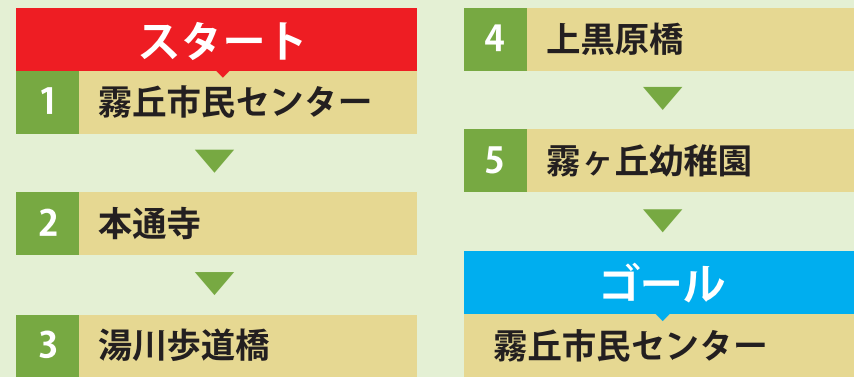 スタート
1 霧丘市民センター
2 本通寺
3 湯川歩道橋
4 上黒原橋
5 霧ヶ丘幼稚園
ゴール
霧丘市民センター